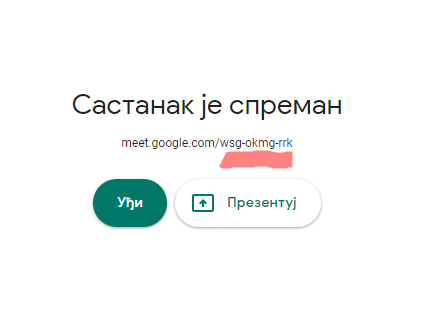 Састанак је спреман
meet.google.com/wsg-okmg-rrk
Уђи
Презентуј